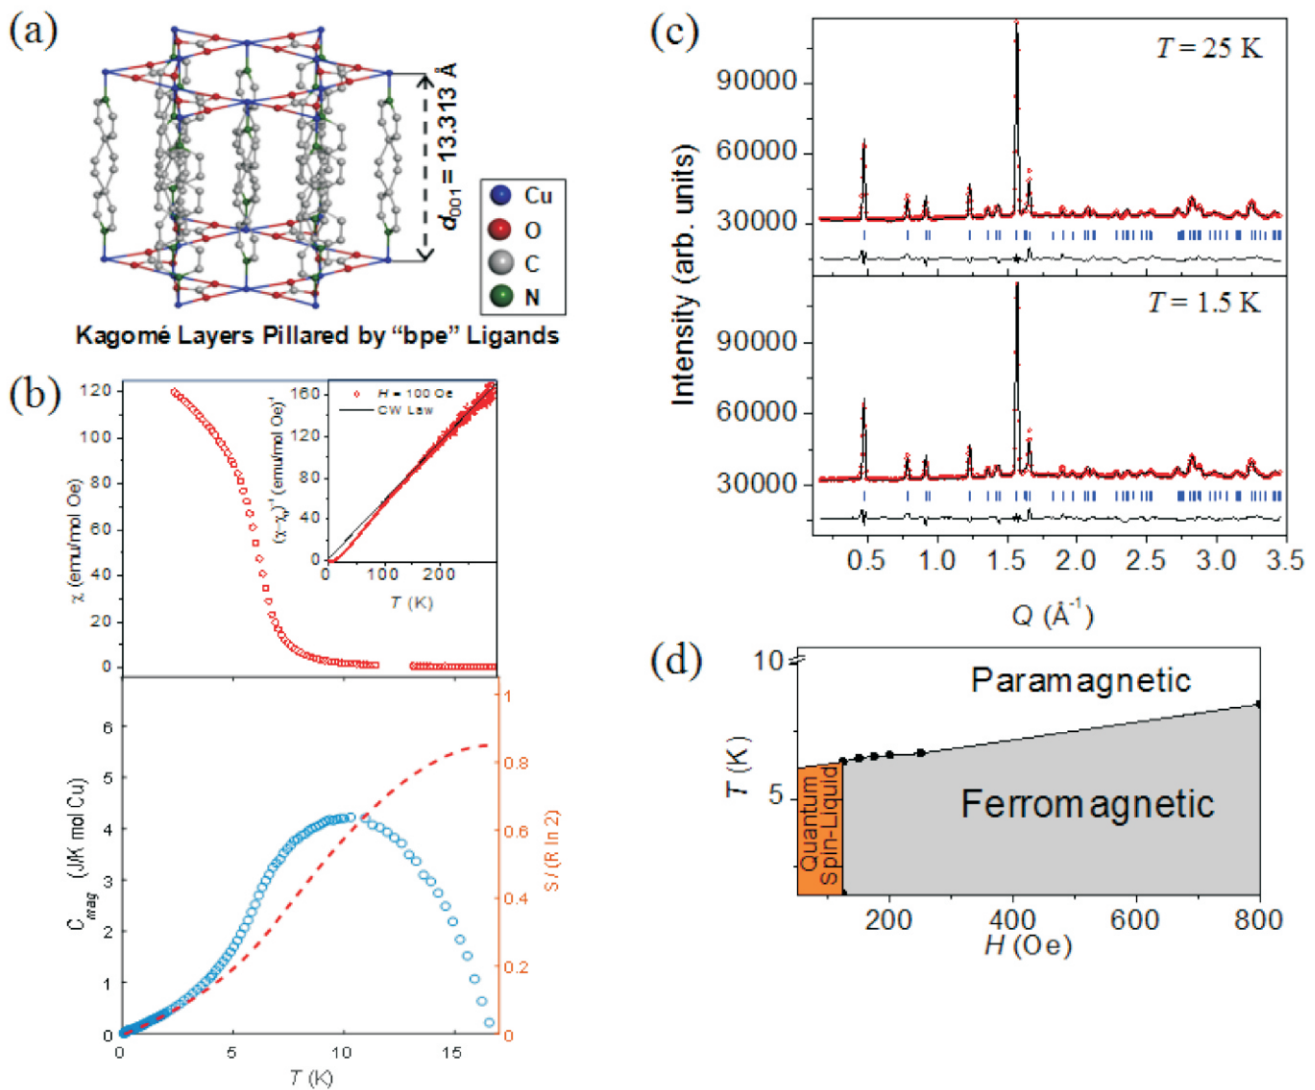 (a)
d001 = 13.313 Å
Cu
O
C
N
Kagomé Layers Pillared by “bpe” Ligands
(b)
120
100
80
60
40
20
0
χ (emu/mol Oe)
160
120
80
40
0
(χ-χ0)-1 (emu/mol Oe)-1
H = 100 Oe
CW Law
0
100
200
T (K)
6
5
4
3
2
1
0
Cmag (J/K mol Cu)
1
0.8
0.6
0.4
0.2
0
S / (R ln 2)
0
5
10
15
T (K)
(c)
T = 25 K
90000
60000
30000
T = 1.5 K
90000
60000
30000
Intensity (arb. units)
0.5
1.0
1.5
2.0
2.5
3.0
3.5
Q (Å-1)
(d)
10
5
T (K)
Paramagnetic
Ferromagnetic
Quantum
Spin-Liquid
200
400
600
800
H (Oe)